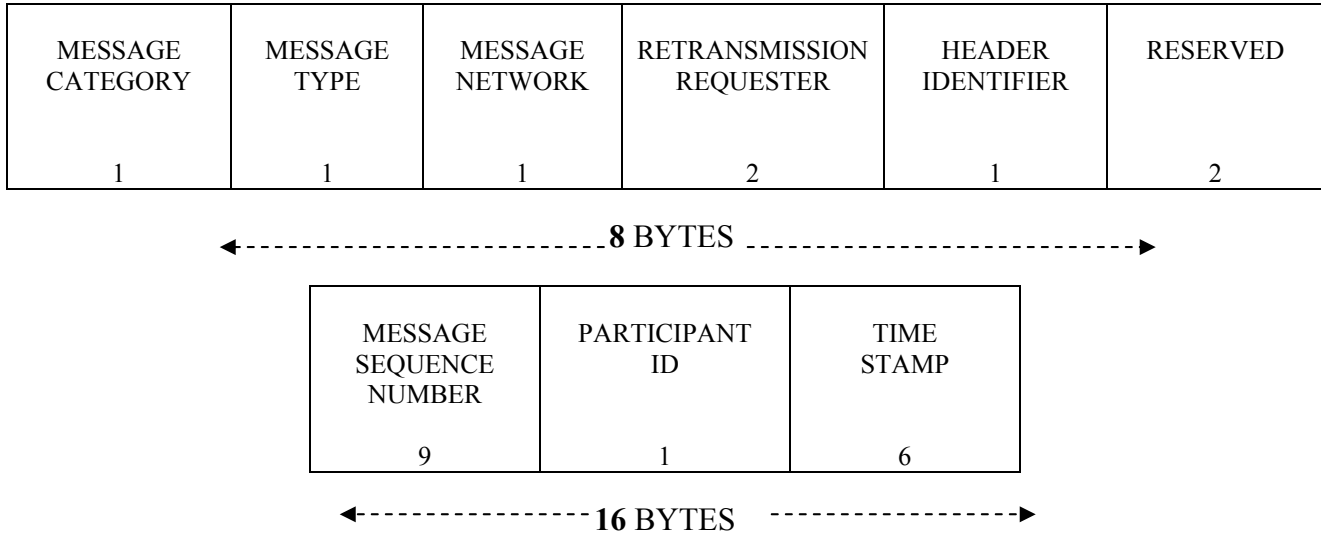 MESSAGE CATEGORY 1
MESSAGE TYPE 1
MESSAGE NETWORK 1
RETRANSMISSION REQUESTER 2
HEADER IDENTIFIER 1
RESERVED 2
8 BYTES
MESSAGE SEQUENCE NUMBER 9
PARTICIPANT ID 1
TIME STAMP 6
16 BYTES